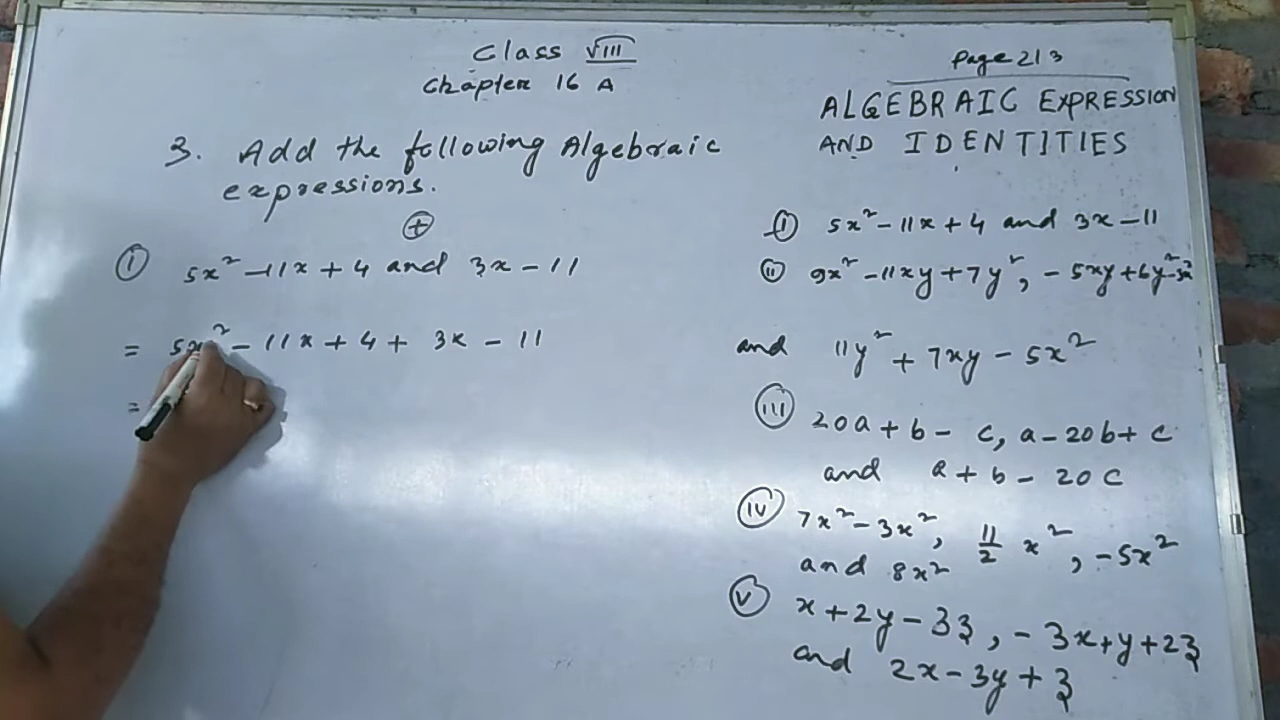 Class VIII
Chapter 16 A
3. Add the following Algebraic
expressions.
+
(i) 5x² - 11x + 4 and 3x - 11
= 5x² - 11x + 4 + 3x - 11
=
Page 213
ALGEBRAIC EXPRESSION
AND IDENTITIES
(i) 5x² - 11x + 4 and 3x - 11
(ii) 9x² - 11xy + 7y², - 5xy + 6y² - 3x²
and 11y² + 7xy - 5x²
(iii) 20a + b - c, a - 20b + c
and a + b - 20c
(iv) 7x² - 3x², 11/2 x², -5x²
and 8x²
(v) x + 2y - 3z, - 3x + y + 2z
and 2x - 3y + z